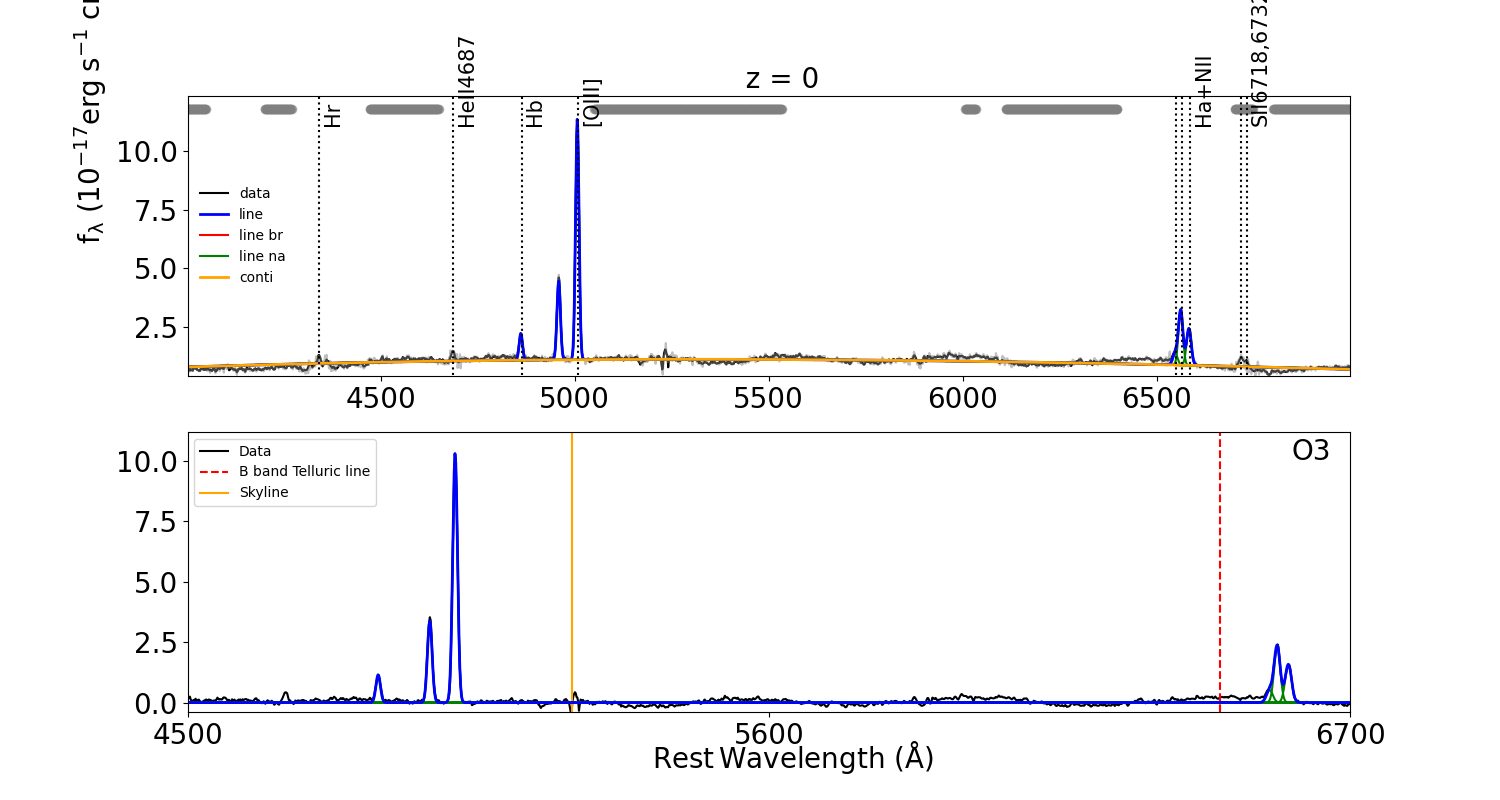 z = 0
f_λ (10^−17 erg s^−1
Hr
HeII4687
Hb
[OIII]
Ha+NII
SII6718,6732
10.0
7.5
5.0
2.5
data
line
line br
line na
conti
4500
5000
5500
6000
6500
10.0
7.5
5.0
2.5
0.0
Data
B band Telluric line
Skyline
O3
4500
5600
6700
Rest Wavelength (Å)